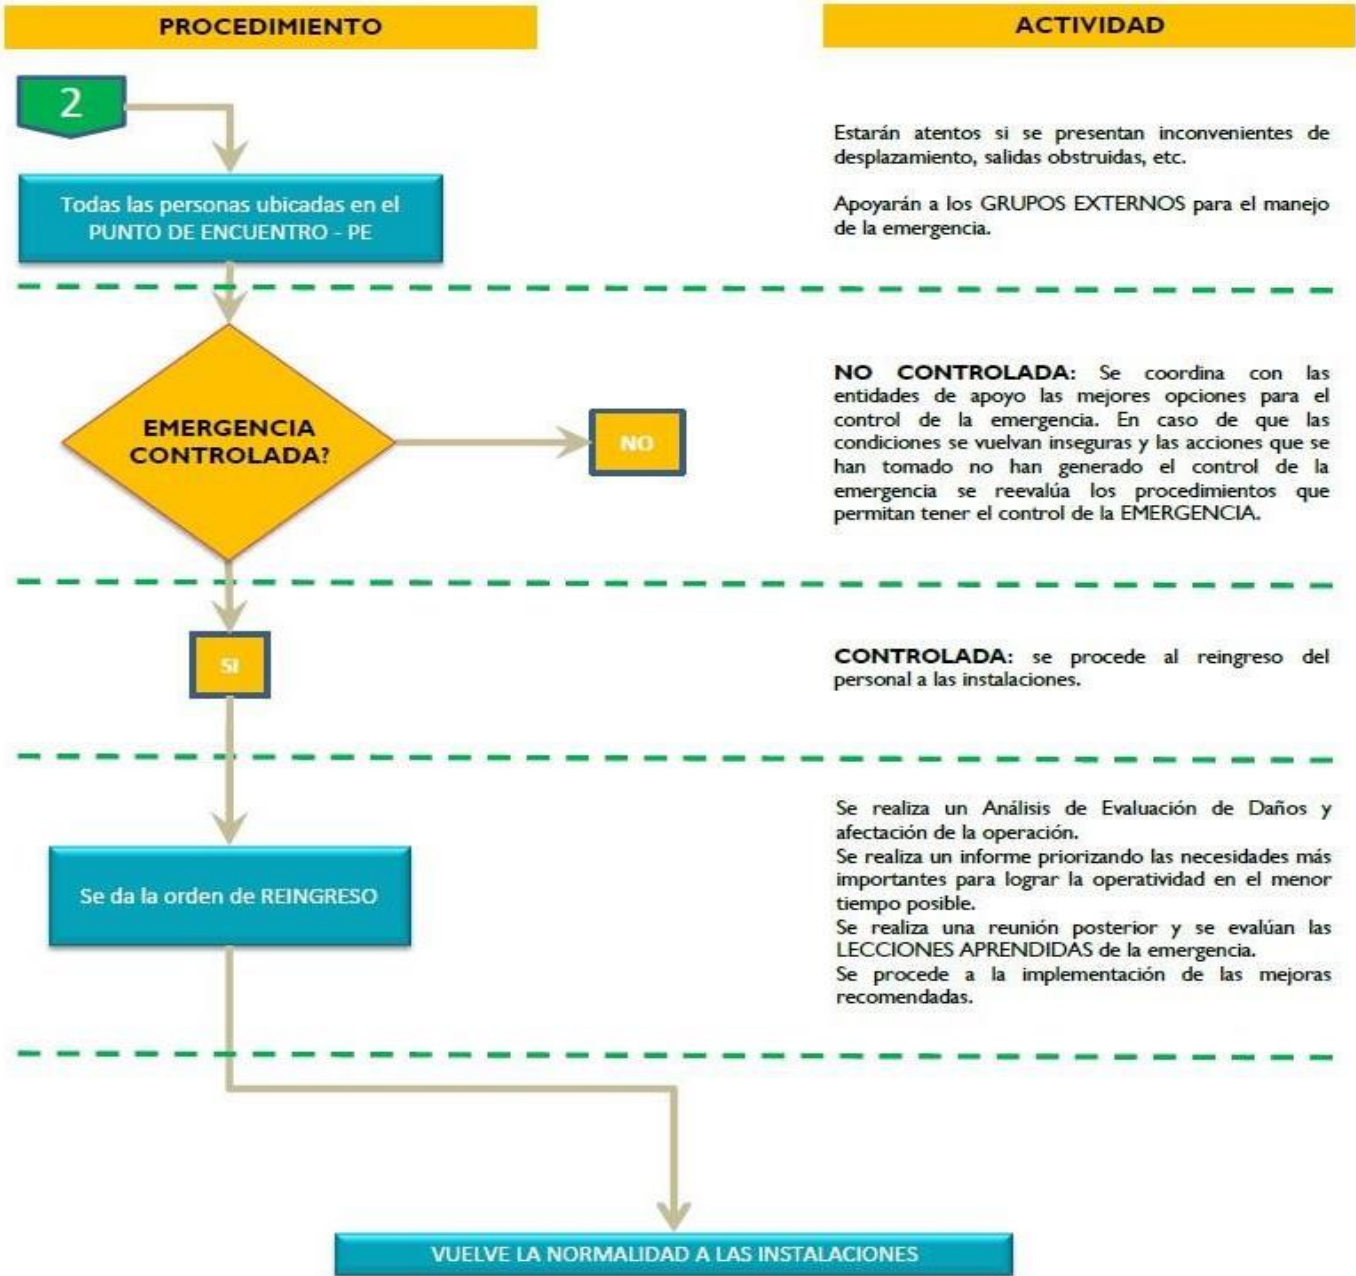 PROCEDIMIENTO
ACTIVIDAD
2
Estarán atentos si se presentan inconvenientes de
desplazamiento, salidas obstruidas, etc.
Todas las personas ubicadas en el
PUNTO DE ENCUENTRO - PE
Apoyarán a los GRUPOS EXTERNOS para el manejo
de la emergencia.
EMERGENCIA
CONTROLADA?
NO
NO CONTROLADA: Se coordina con las
entidades de apoyo las mejores opciones para el
control de la emergencia. En caso de que las
condiciones se vuelvan inseguras y las acciones que se
han tomado no han generado el control de la
emergencia se reevalúa los procedimientos que
permitan tener el control de la EMERGENCIA.
SI
CONTROLADA: se procede al reingreso del
personal a las instalaciones.
Se da la orden de REINGRESO
Se realiza un Análisis de Evaluación de Daños y
afectación de la operación.
Se realiza un informe priorizando las necesidades más
importantes para lograr la operatividad en el menor
tiempo posible.
Se realiza una reunión posterior y se evalúan las
LECCIONES APRENDIDAS de la emergencia.
Se procede a la implementación de las mejoras
recomendadas.
VUELVE LA NORMALIDAD A LAS INSTALACIONES